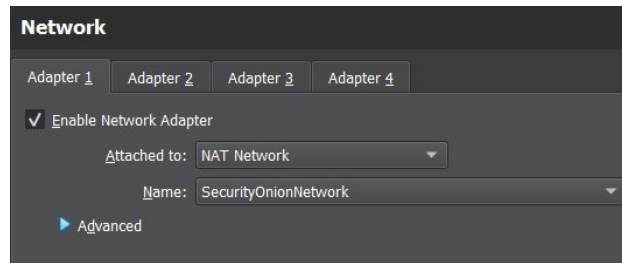 Network
Adapter 1 Adapter 2 Adapter 3 Adapter 4
Enable Network Adapter
Attached to: NAT Network
Name: SecurityOnionNetwork
Advanced